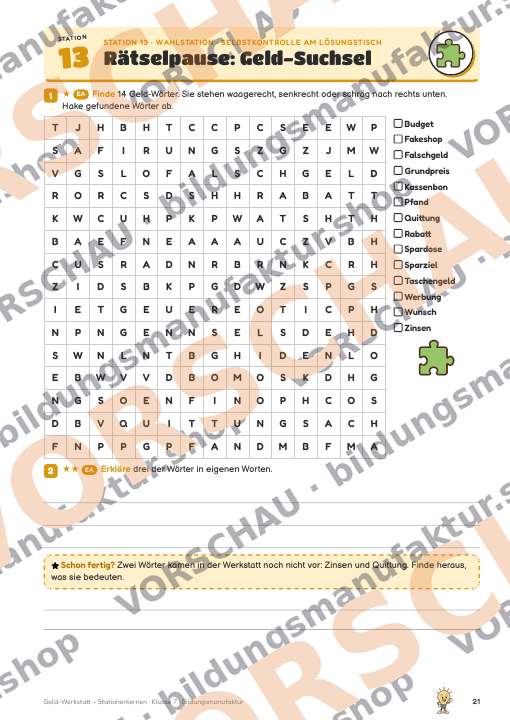 STATION
13
STATION 13 · WAHLSTATION · SELBSTKONTROLLE AM LÖSUNGSTISCH
Rätselpause: Geld-Suchsel
1 ★ EA Finde 14 Geld-Wörter. Sie stehen waagerecht, senkrecht oder schräg nach rechts unten.
Hake gefundene Wörter ab.
T J H B H T C C P C S E E W P
S A F I R U N G S Z G Z J M W
V G S L O F A L S C H G E L D
R O R C S D S H H R A B A T T
K W C U H P K P W A T S H T H
B A E F N E A A A U C Z V B H
C U S R A D N R B R N K C R H
Z I D S B K P G D W Z S P G S
I E T G E U E R E O T I C P H
N P N G E N N S E L S D E H D
S W N L N T B G H I D E N L O
E B W V V D B O M O S K D H G
N G S O E N F I N O P H C O S
D B V Q U I T T U N G S A C H
F N P P G P F A N D M B F M A
Budget
Fakeshop
Falschgeld
Grundpreis
Kassenbon
Pfand
Quittung
Rabatt
Spardose
Sparziel
Taschengeld
Werbung
Wunsch
Zinsen
2 ★★ EA Erkläre drei der Wörter in eigenen Worten.
★ Schon fertig? Zwei Wörter kamen in der Werkstatt noch nicht vor: Zinsen und Quittung. Finde heraus,
was sie bedeuten.
Geld-Werkstatt – Stationenlernen · Klasse 7 · Bildungsmanufaktur
21
VORSCHAU · bildungsmanufaktur.shop